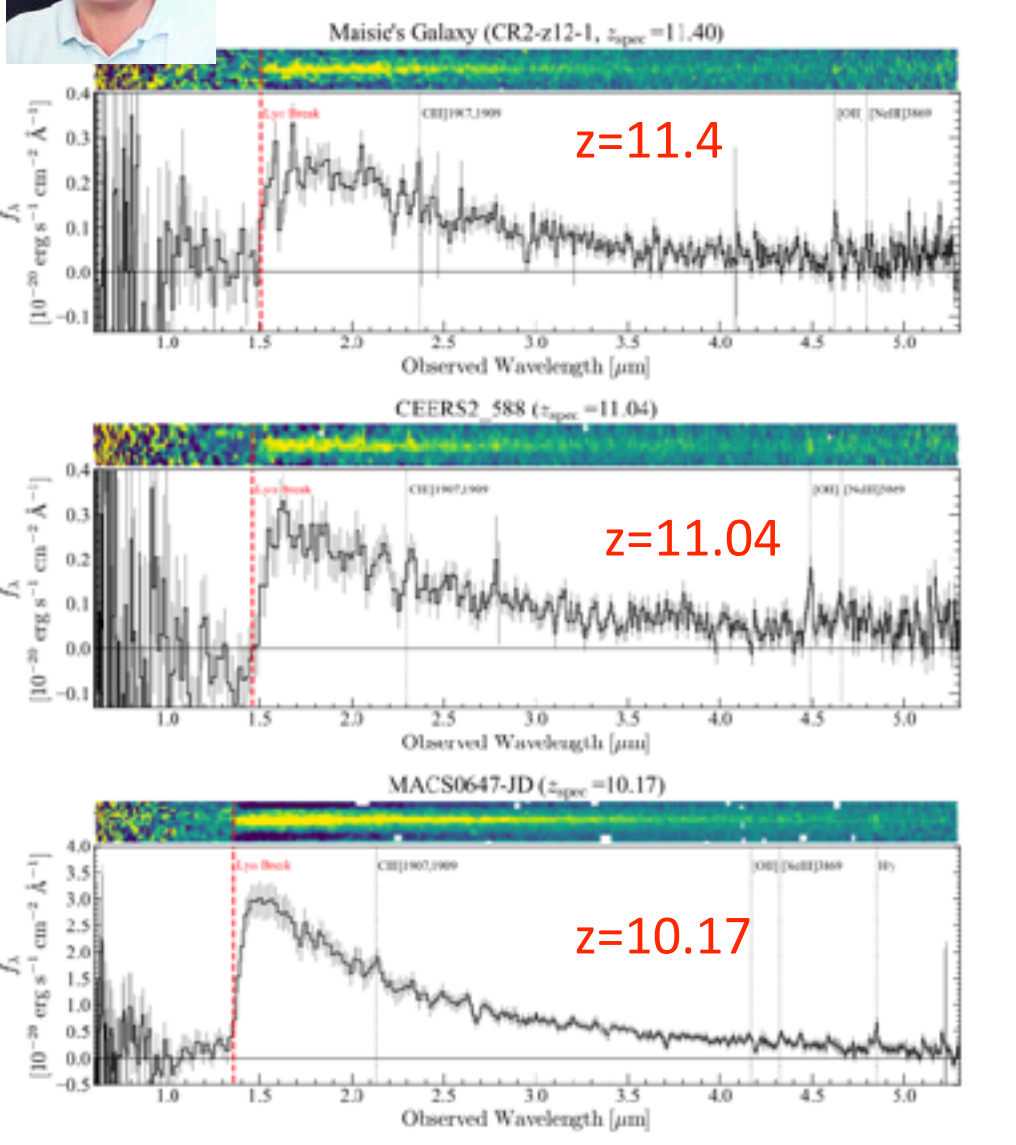 Maisie's Galaxy (CR2-z12-1, z_spec =11.40)
f_λ
[10⁻²⁰ erg s⁻¹ cm⁻² Å⁻¹]
0.4
0.3
0.2
0.1
0.0
−0.1
Lyα Break
CIII]1907,1909
z=11.4
[OII]
[NeIII]3869
1.0 1.5 2.0 2.5 3.0 3.5 4.0 4.5 5.0
Observed Wavelength [μm]
CEERS2_588 (z_spec =11.04)
f_λ
[10⁻²⁰ erg s⁻¹ cm⁻² Å⁻¹]
0.4
0.3
0.2
0.1
0.0
−0.1
Lyα Break
CIII]1907,1909
z=11.04
[OII]
[NeIII]3869
1.0 1.5 2.0 2.5 3.0 3.5 4.0 4.5 5.0
Observed Wavelength [μm]
MACS0647-JD (z_spec =10.17)
f_λ
[10⁻²⁰ erg s⁻¹ cm⁻² Å⁻¹]
4.0
3.5
3.0
2.5
2.0
1.5
1.0
0.5
0.0
−0.5
Lyα Break
CIII]1907,1909
z=10.17
[OII]
[NeIII]3869
Hγ
1.0 1.5 2.0 2.5 3.0 3.5 4.0 4.5 5.0
Observed Wavelength [μm]